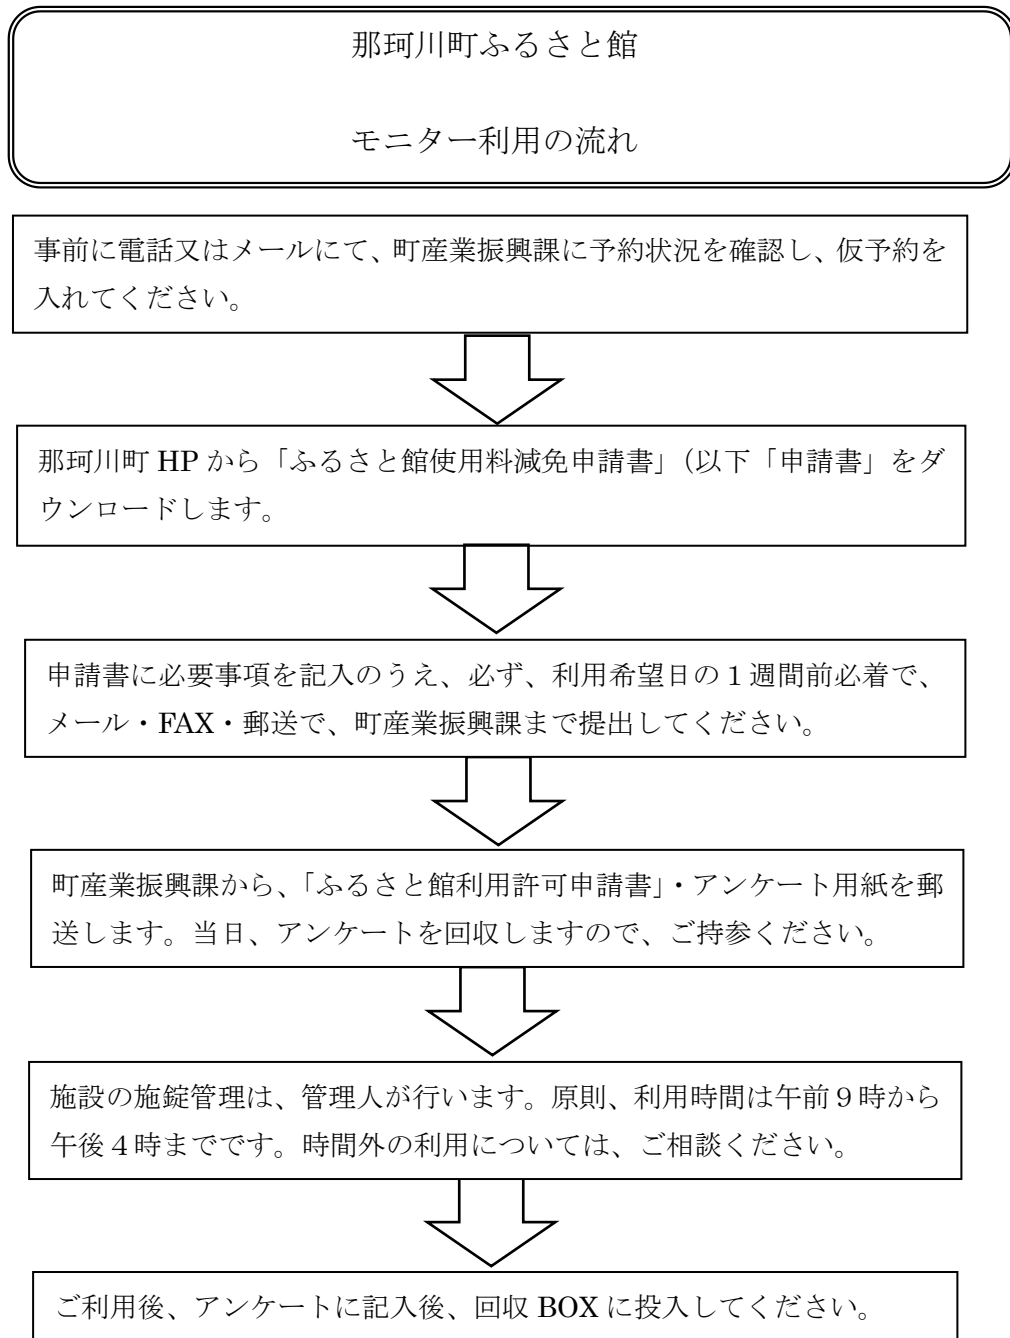 那珂川町ふるさと館
モニター利用の流れ
事前に電話又はメールにて、町産業振興課に予約状況を確認し、仮予約を
入れてください。
那珂川町 HP から「ふるさと館使用料減免申請書」（以下「申請書」をダ
ウンロードします。
申請書に必要事項を記入のうえ、必ず、利用希望日の１週間前必着で、
メール・FAX・郵送で、町産業振興課まで提出してください。
町産業振興課から、「ふるさと館利用許可申請書」・アンケート用紙を郵
送します。当日、アンケートを回収しますので、ご持参ください。
施設の施錠管理は、管理人が行います。原則、利用時間は午前９時から
午後４時までです。時間外の利用については、ご相談ください。
ご利用後、アンケートに記入後、回収 BOX に投入してください。